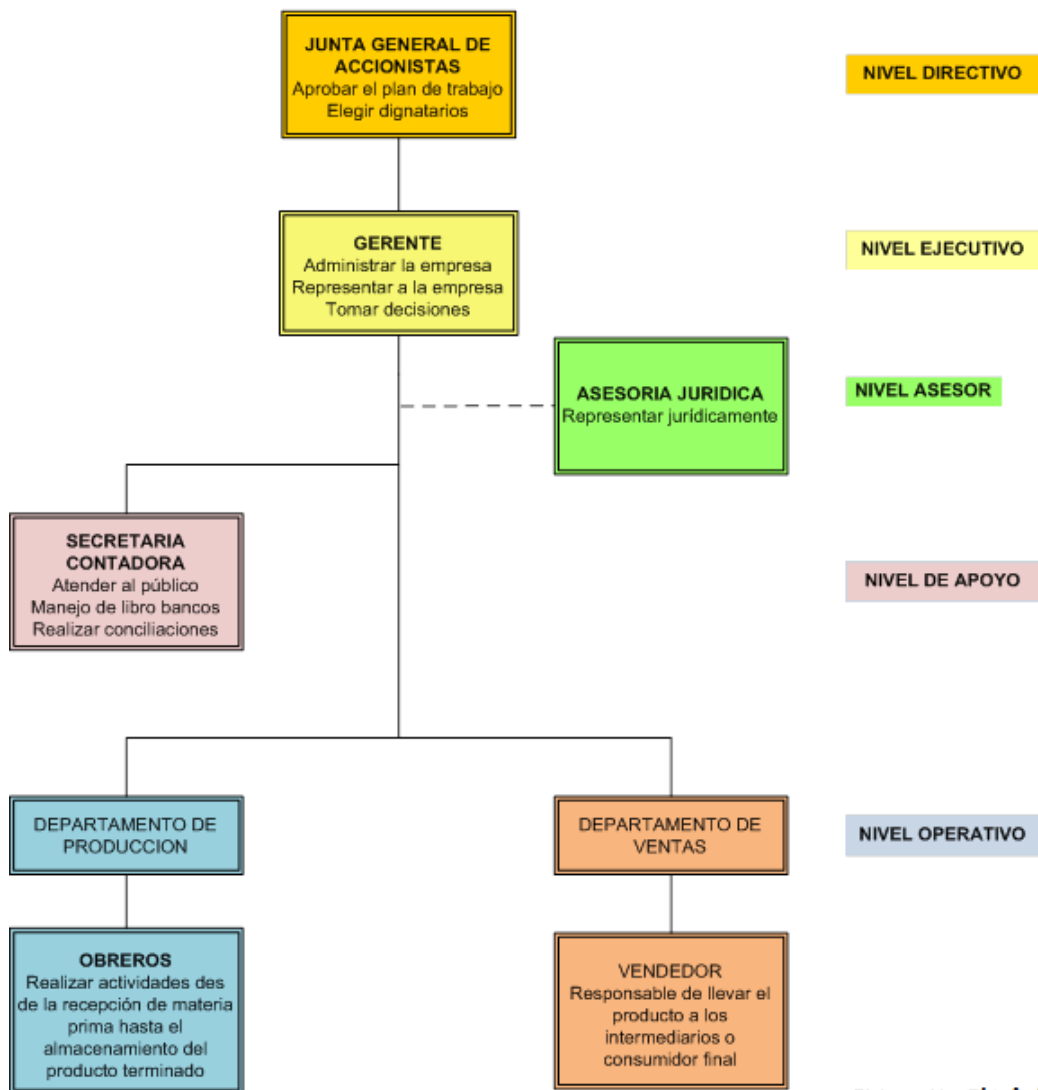 JUNTA GENERAL DE
ACCIONISTAS
Aprobar el plan de trabajo
Elegir dignatarios
NIVEL DIRECTIVO
GERENTE
Administrar la empresa
Representar a la empresa
Tomar decisiones
NIVEL EJECUTIVO
ASESORIA JURIDICA
Representar jurídicamente
NIVEL ASESOR
SECRETARIA
CONTADORA
Atender al público
Manejo de libro bancos
Realizar conciliaciones
NIVEL DE APOYO
DEPARTAMENTO DE
PRODUCCION
DEPARTAMENTO DE
VENTAS
NIVEL OPERATIVO
OBREROS
Realizar actividades des
de la recepción de materia
prima hasta el
almacenamiento del
producto terminado
VENDEDOR
Responsable de llevar el
producto a los
intermediarios o
consumidor final